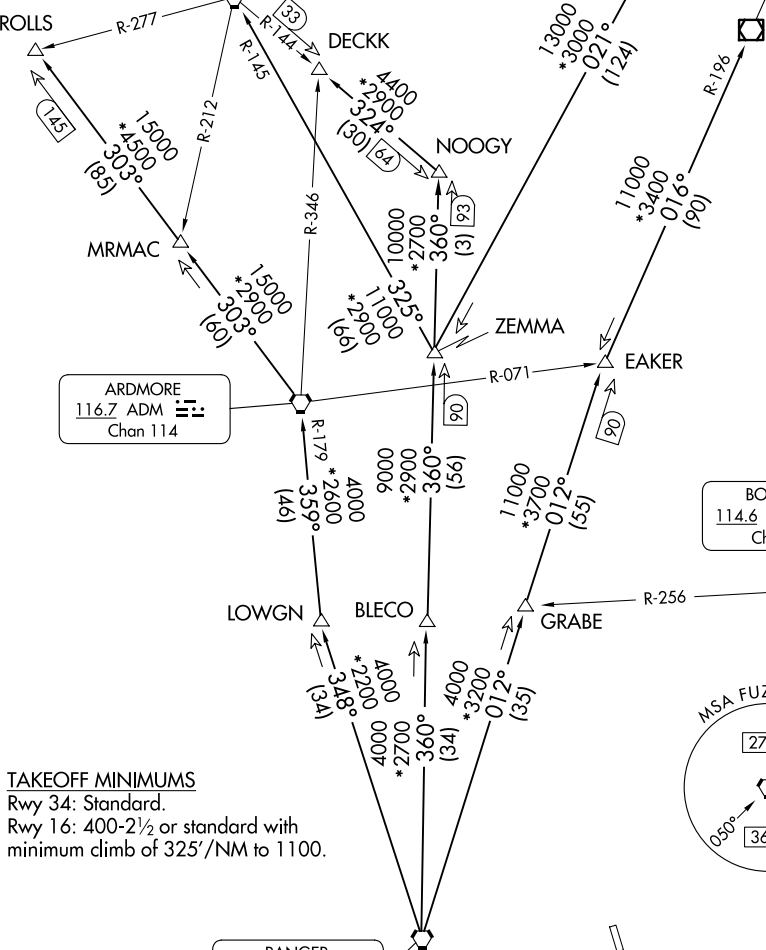 ROLLS
R-277
33
R-144
DECKK
R-145
13000
*3000
021°
(124)
R-196
145
15000
*4500
303°
(85)
R-212
4400
*2900
324°
(30)
64
NOOGY
R-346
93
10000
*2700
360°
(3)
11000
*3400
016°
(90)
MRMAC
15000
*2900
303°
(60)
325°
11000
*2900
(66)
ZEMMA
EAKER
R-071
ARDMORE
116.7 ADM
Chan 114
90
90
R-179
4000
*2600
359°
(46)
9000
*2900
360°
(56)
11000
*3700
012°
(55)
BO
114.6
Ch
LOWGN
BLECO
GRABE
R-256
4000
*2200
348°
(34)
4000
*2700
360°
(34)
4000
*3200
012°
(35)
MSA FUZ
27
050°
36
TAKEOFF MINIMUMS
Rwy 34: Standard.
Rwy 16: 400-2½ or standard with
minimum climb of 325'/NM to 1100.